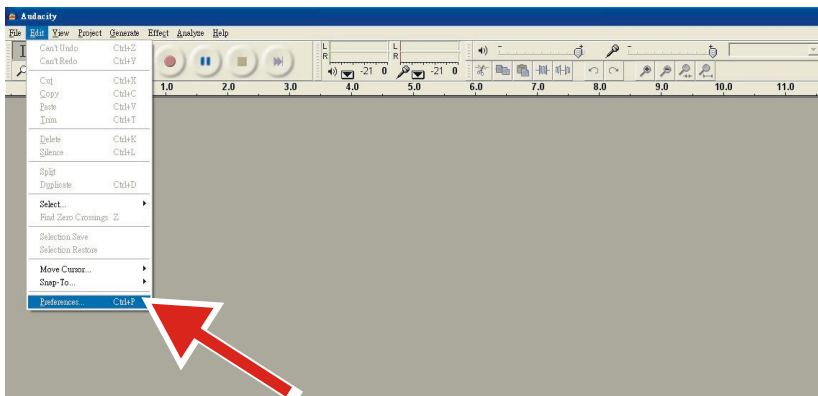 Audacity
File Edit View Project Generate Effect Analyze Help
Can't Undo Ctrl+Z
Can't Redo Ctrl+Y
Cut Ctrl+X
Copy Ctrl+C
Paste Ctrl+V
Trim Ctrl+T
Delete Ctrl+K
Silence Ctrl+L
Split
Duplicate Ctrl+D
Select...
Find Zero Crossings Z
Selection Save
Selection Restore
Move Cursor...
Snap-To...
Preferences... Ctrl+P
L
R
-21 0
L
R
-21 0
1.0 2.0 3.0 4.0 5.0 6.0 7.0 8.0 9.0 10.0 11.0